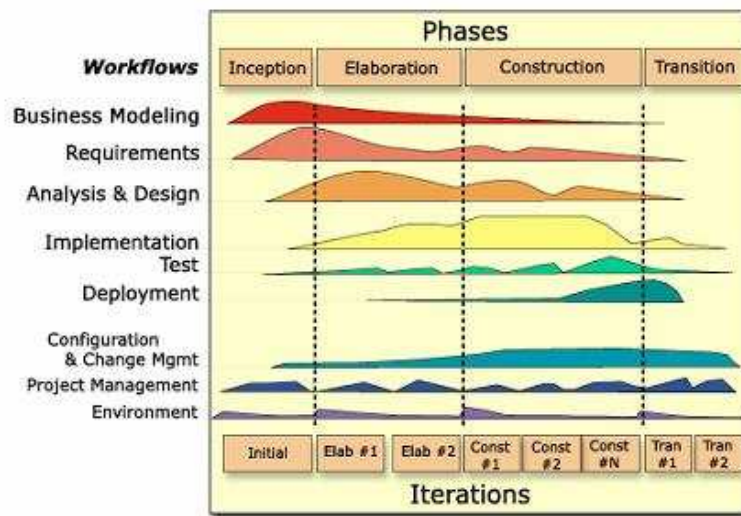 Phases
Workflows
Inception
Elaboration
Construction
Transition
Business Modeling
Requirements
Analysis & Design
Implementation
Test
Deployment
Configuration
& Change Mgmt
Project Management
Environment
Initial
Elab #1
Elab #2
Const
#1
Const
#2
Const
#N
Tran
#1
Tran
#2
Iterations